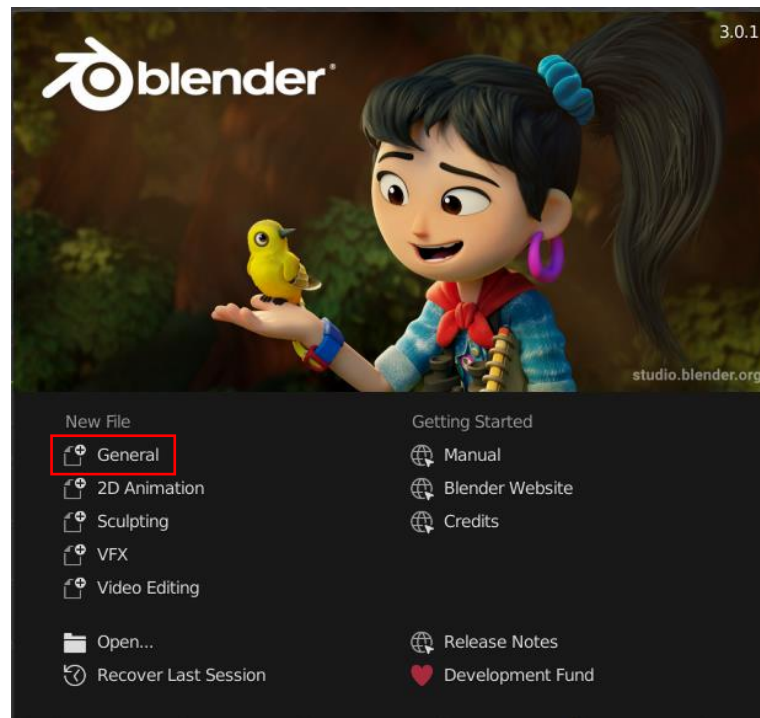 3.0.1
blender
studio.blender.org
New File
General
2D Animation
Sculpting
VFX
Video Editing
Open...
Recover Last Session
Getting Started
Manual
Blender Website
Credits
Release Notes
Development Fund